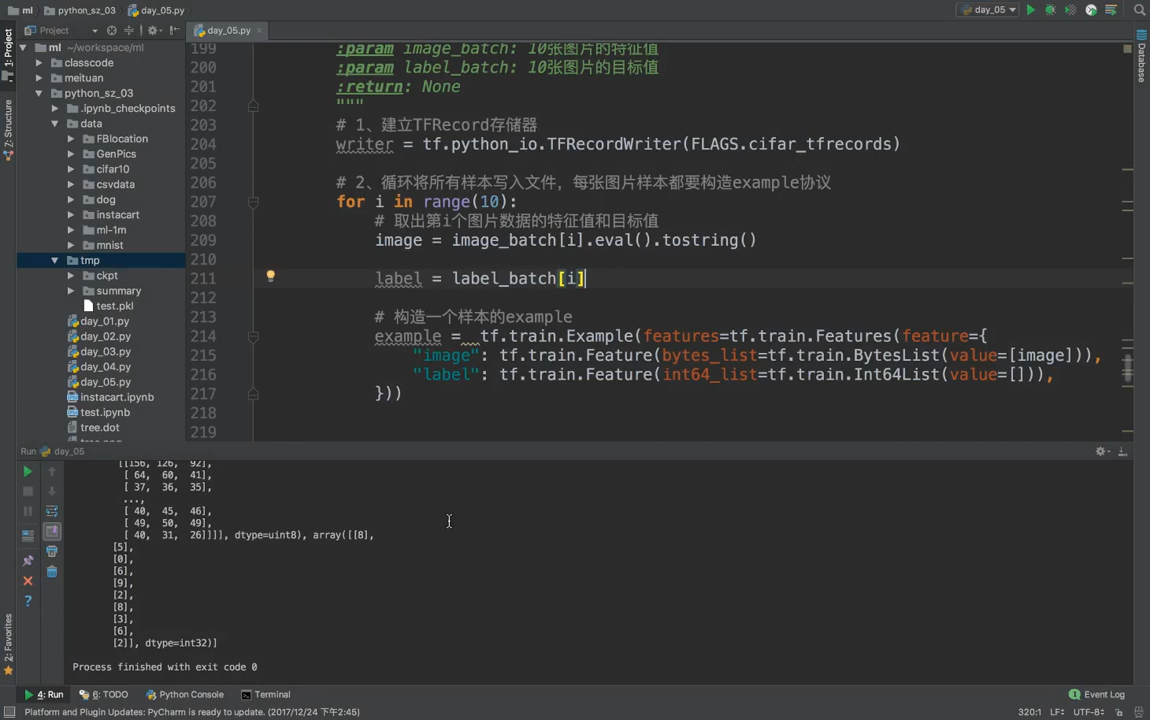 ml python_sz_03 day_05.py
day_05
Project
day_05.py
1: Project
Z: Structure
2: Favorites
Database
ml ~/workspace/ml
classcode
meituan
python_sz_03
.ipynb_checkpoints
data
FBlocation
GenPics
cifar10
csvdata
dog
instacart
ml-1m
mnist
tmp
ckpt
summary
test.pkl
day_01.py
day_02.py
day_03.py
day_04.py
day_05.py
instacart.ipynb
test.ipynb
tree.dot
199 :param image_batch: 10张图片的特征值
200 :param label_batch: 10张图片的目标值
201 :return: None
202 """
203 # 1、建立TFRecord存储器
204 writer = tf.python_io.TFRecordWriter(FLAGS.cifar_tfrecords)
205
206 # 2、循环将所有样本写入文件，每张图片样本都要构造example协议
207 for i in range(10):
208 # 取出第i个图片数据的特征值和目标值
209 image = image_batch[i].eval().tostring()
210
211 label = label_batch[i]
212
213 # 构造一个样本的example
214 example = tf.train.Example(features=tf.train.Features(feature={
215 "image": tf.train.Feature(bytes_list=tf.train.BytesList(value=[image])),
216 "label": tf.train.Feature(int64_list=tf.train.Int64List(value=[])),
217 }))
218
219
Run day_05
[[156, 126, 92],
[ 64, 60, 41],
[ 37, 36, 35],
...,
[ 40, 45, 46],
[ 49, 50, 49],
[ 40, 31, 26]]]], dtype=uint8), array([[8],
[5],
[0],
[6],
[9],
[2],
[8],
[3],
[6],
[2]], dtype=int32)]
Process finished with exit code 0
4: Run 6: TODO Python Console Terminal 1 Event Log
Platform and Plugin Updates: PyCharm is ready to update. (2017/12/24 下午2:45) 320:1 LF÷ UTF-8÷